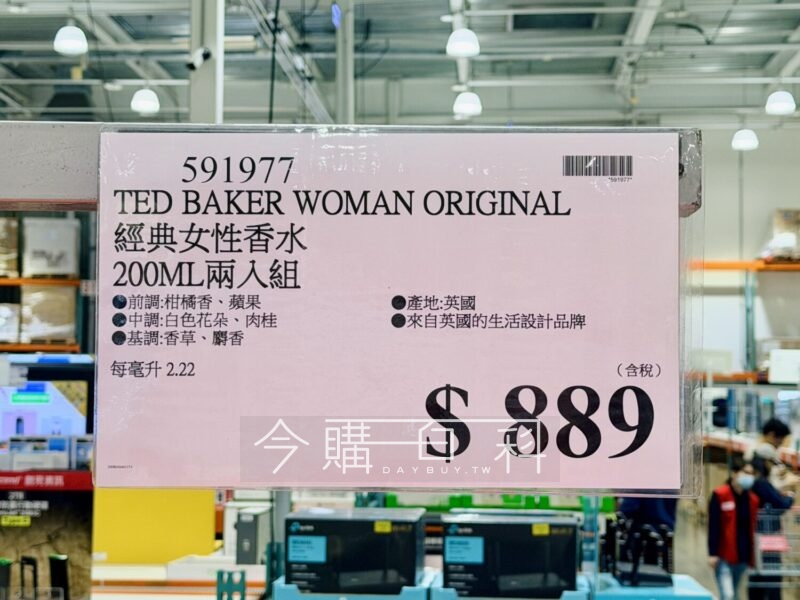 591977
*591977*
TED BAKER WOMAN ORIGINAL
經典女性香水
200ML兩入組
●前調:柑橘香、蘋果
●中調:白色花朵、肉桂
●基調:香草、麝香
●產地:英國
●來自英國的生活設計品牌
每毫升 2.22
(含稅)
$ 889
今購百科
DAYBUY.TW